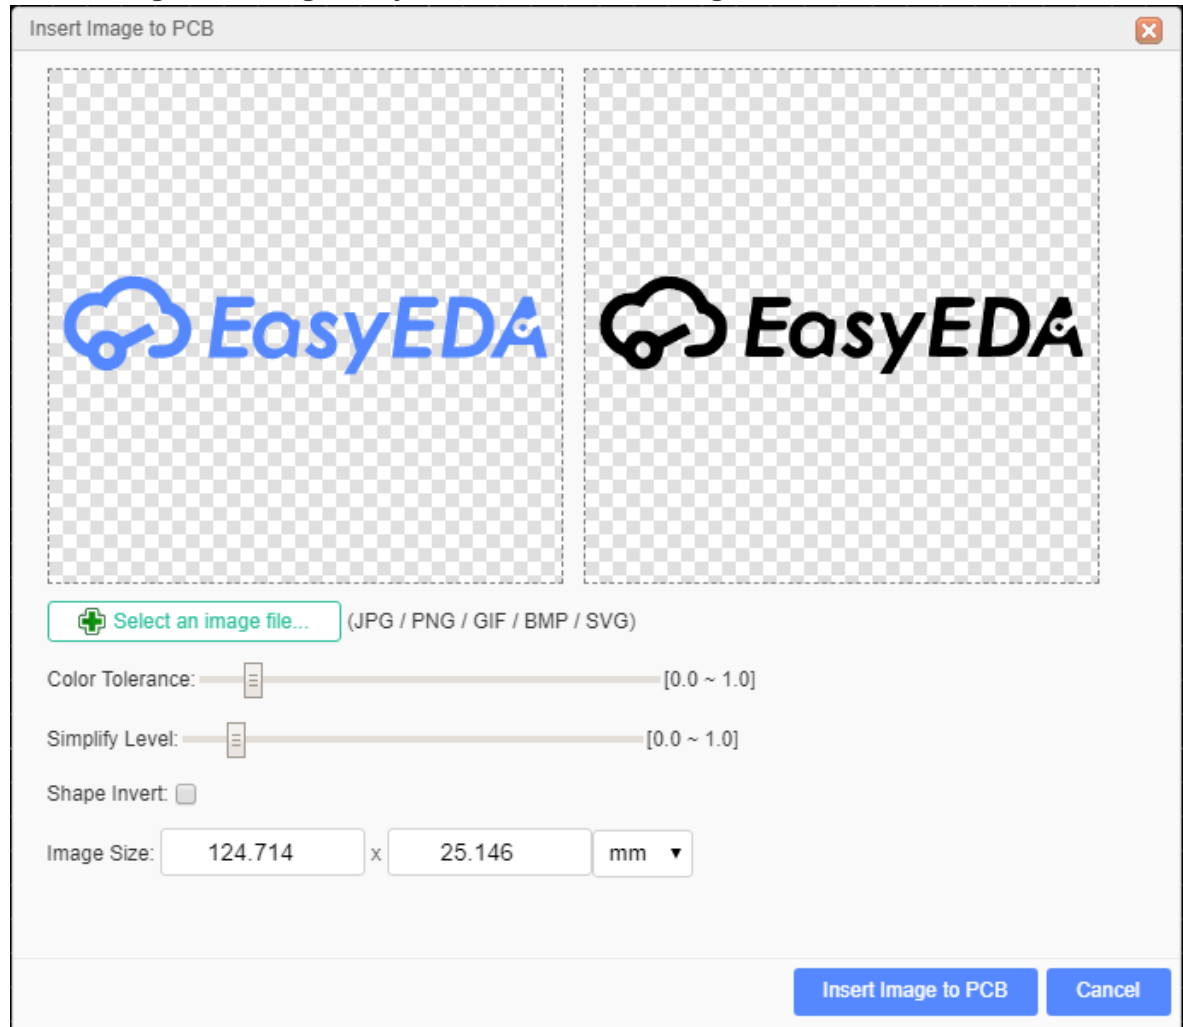 Insert Image to PCB
EasyEDA EasyEDA
Select an image file... (JPG / PNG / GIF / BMP / SVG)
Color Tolerance: [0.0 ~ 1.0]
Simplify Level: [0.0 ~ 1.0]
Shape Invert:
Image Size: 124.714 x 25.146 mm
Insert Image to PCB Cancel